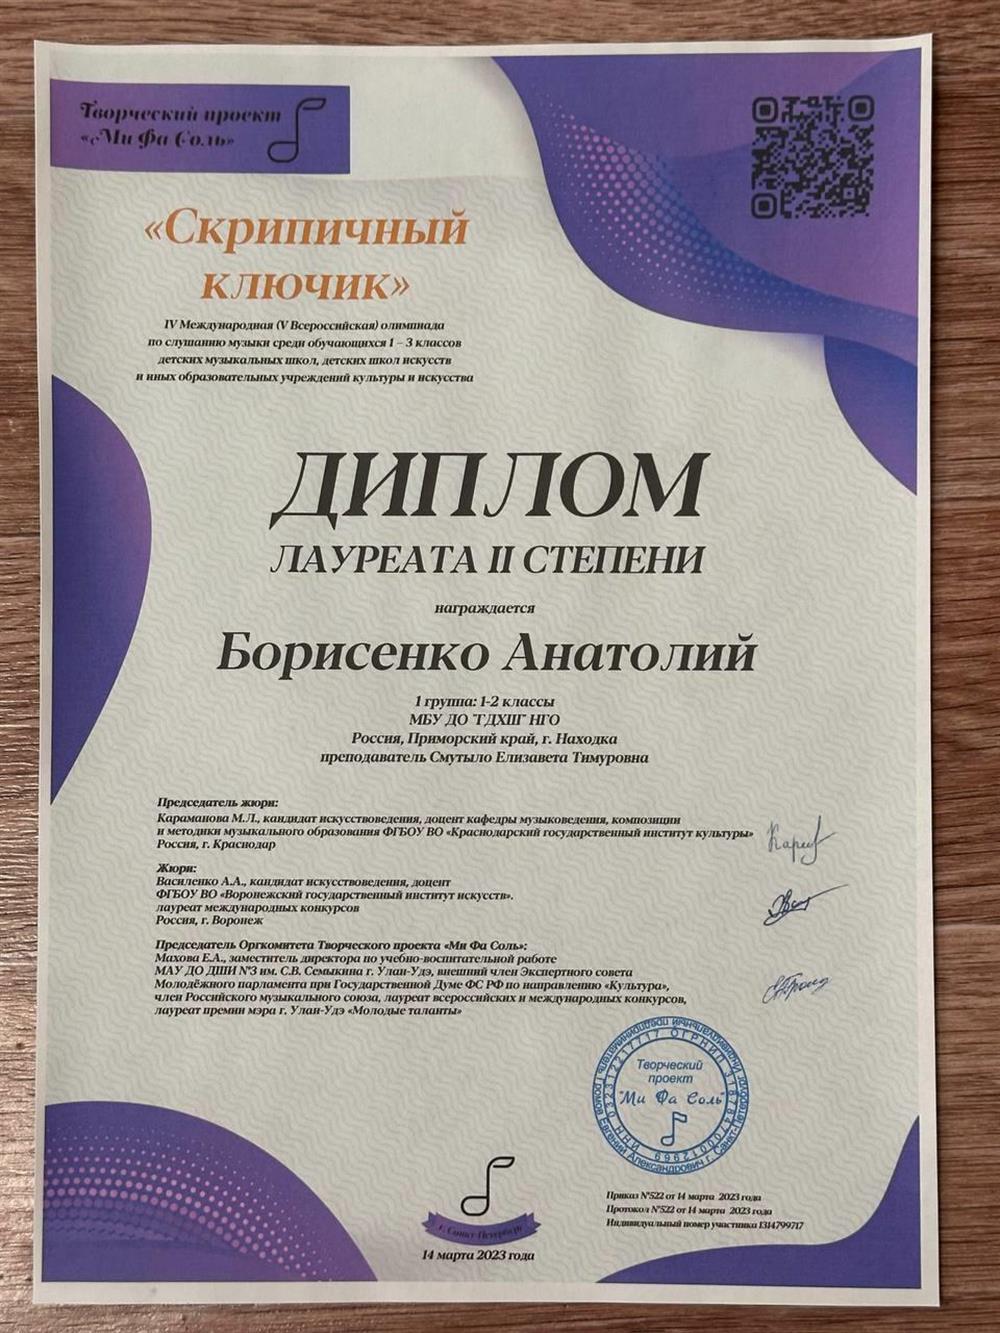 Творческий проект
«Ми Фа Соль»
«Скрипичный
ключик»
IV Международная (V Всероссийская) олимпиада
по слушанию музыки среди обучающихся 1 – 3 классов
детских музыкальных школ, детских школ искусств
и иных образовательных учреждений культуры и искусства
ДИПЛОМ
ЛАУРЕАТА II СТЕПЕНИ
награждается
Борисенко Анатолий
1 группа: 1-2 классы
МБУ ДО "ГДХШ" НГО
Россия, Приморский край, г. Находка
преподаватель Смутыло Елизавета Тимуровна
Председатель жюри:
Караманова М.Л., кандидат искусствоведения, доцент кафедры музыковедения, композиции
и методики музыкального образования ФГБОУ ВО «Краснодарский государственный институт культуры»
Россия, г. Краснодар
Жюри:
Василенко А.А., кандидат искусствоведения, доцент
ФГБОУ ВО «Воронежский государственный институт искусств».
лауреат международных конкурсов
Россия, г. Воронеж
Председатель Оргкомитета Творческого проекта «Ми Фа Соль»:
Махова Е.А., заместитель директора по учебно-воспитательной работе
МАУ ДО ДШИ №3 им. С.В. Семыкина г. Улан-Удэ, внешний член Экспертного совета
Молодёжного парламента при Государственной Думе ФС РФ по направлению «Культура»,
член Российского музыкального союза, лауреат всероссийских и международных конкурсов,
лауреат премии мэра г. Улан-Удэ «Молодые таланты»
Творческий
проект
"Ми Фа Соль"
Приказ №522 от 14 марта 2023 года
Протокол №522 от 14 марта 2023 года
Индивидуальный номер участника 1314799717
г. Санкт-Петербург
14 марта 2023 года